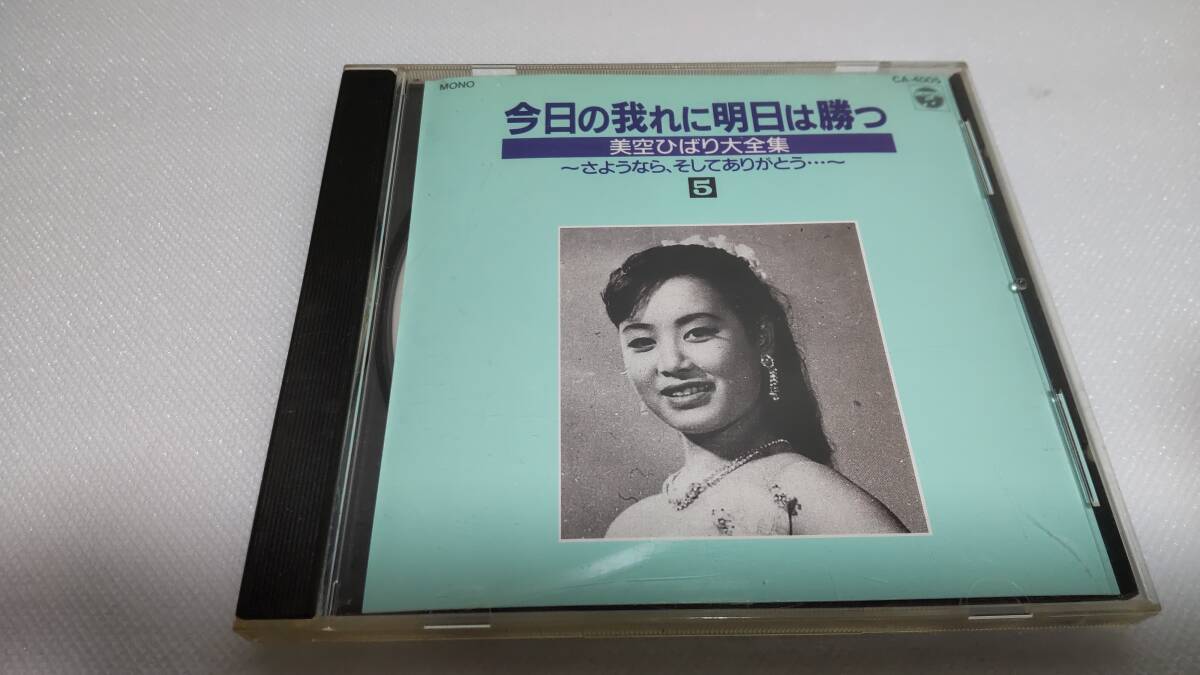 MONO
CA-4005
今日の我れに明日は勝つ
美空ひばり大全集
〜さようなら、そしてありがとう…〜
5